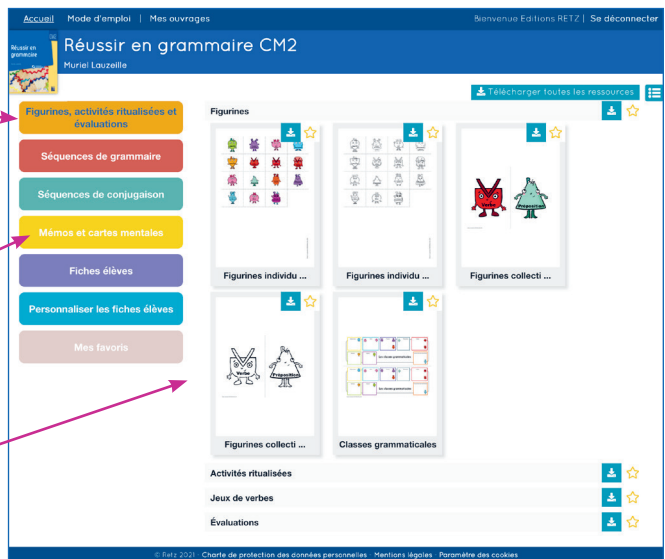 Accueil Mode d'emploi | Mes ouvrages Bienvenue Editions RETZ | Se déconnecter
Réussir en
grammaire
Réussir en grammaire CM2
Muriel Lauzeille
Télécharger toutes les ressources
Figurines, activités ritualisées et
évaluations
Séquences de grammaire
Séquences de conjugaison
Mémos et cartes mentales
Fiches élèves
Personnaliser les fiches élèves
Mes favoris
Figurines
Verbe
Préposition
Figurines individu ... Figurines individu ... Figurines collecti ...
Verbe
Préposition
Figurines collecti ... Classes grammaticales
Activités ritualisées
Jeux de verbes
Évaluations
© Retz 2021 - Charte de protection des données personnelles - Mentions légales - Paramètre des cookies